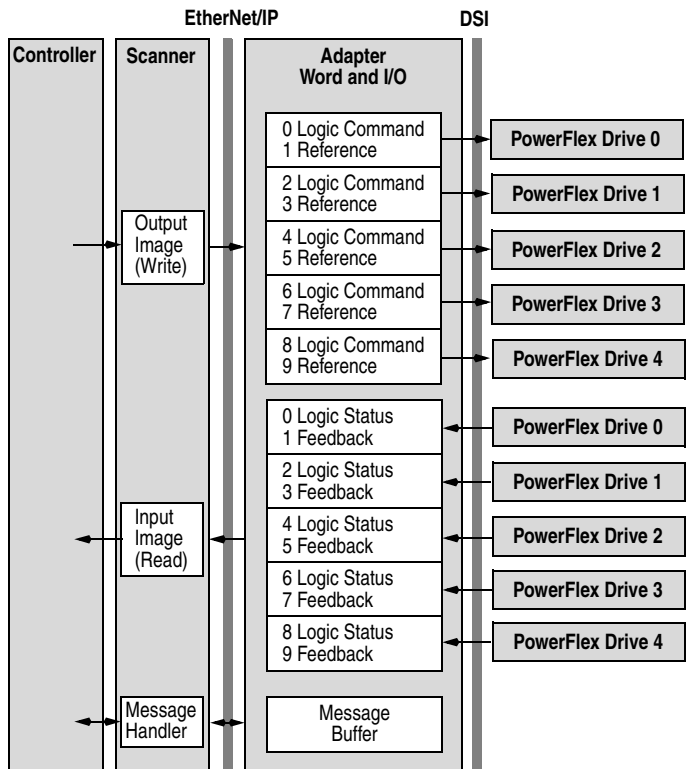 EtherNet/IP
DSI
Controller
Scanner
Adapter
Word and I/O
0 Logic Command
1 Reference
PowerFlex Drive 0
2 Logic Command
3 Reference
PowerFlex Drive 1
Output
Image
(Write)
4 Logic Command
5 Reference
PowerFlex Drive 2
6 Logic Command
7 Reference
PowerFlex Drive 3
8 Logic Command
9 Reference
PowerFlex Drive 4
0 Logic Status
1 Feedback
PowerFlex Drive 0
2 Logic Status
3 Feedback
PowerFlex Drive 1
Input
Image
(Read)
4 Logic Status
5 Feedback
PowerFlex Drive 2
6 Logic Status
7 Feedback
PowerFlex Drive 3
8 Logic Status
9 Feedback
PowerFlex Drive 4
Message
Handler
Message
Buffer